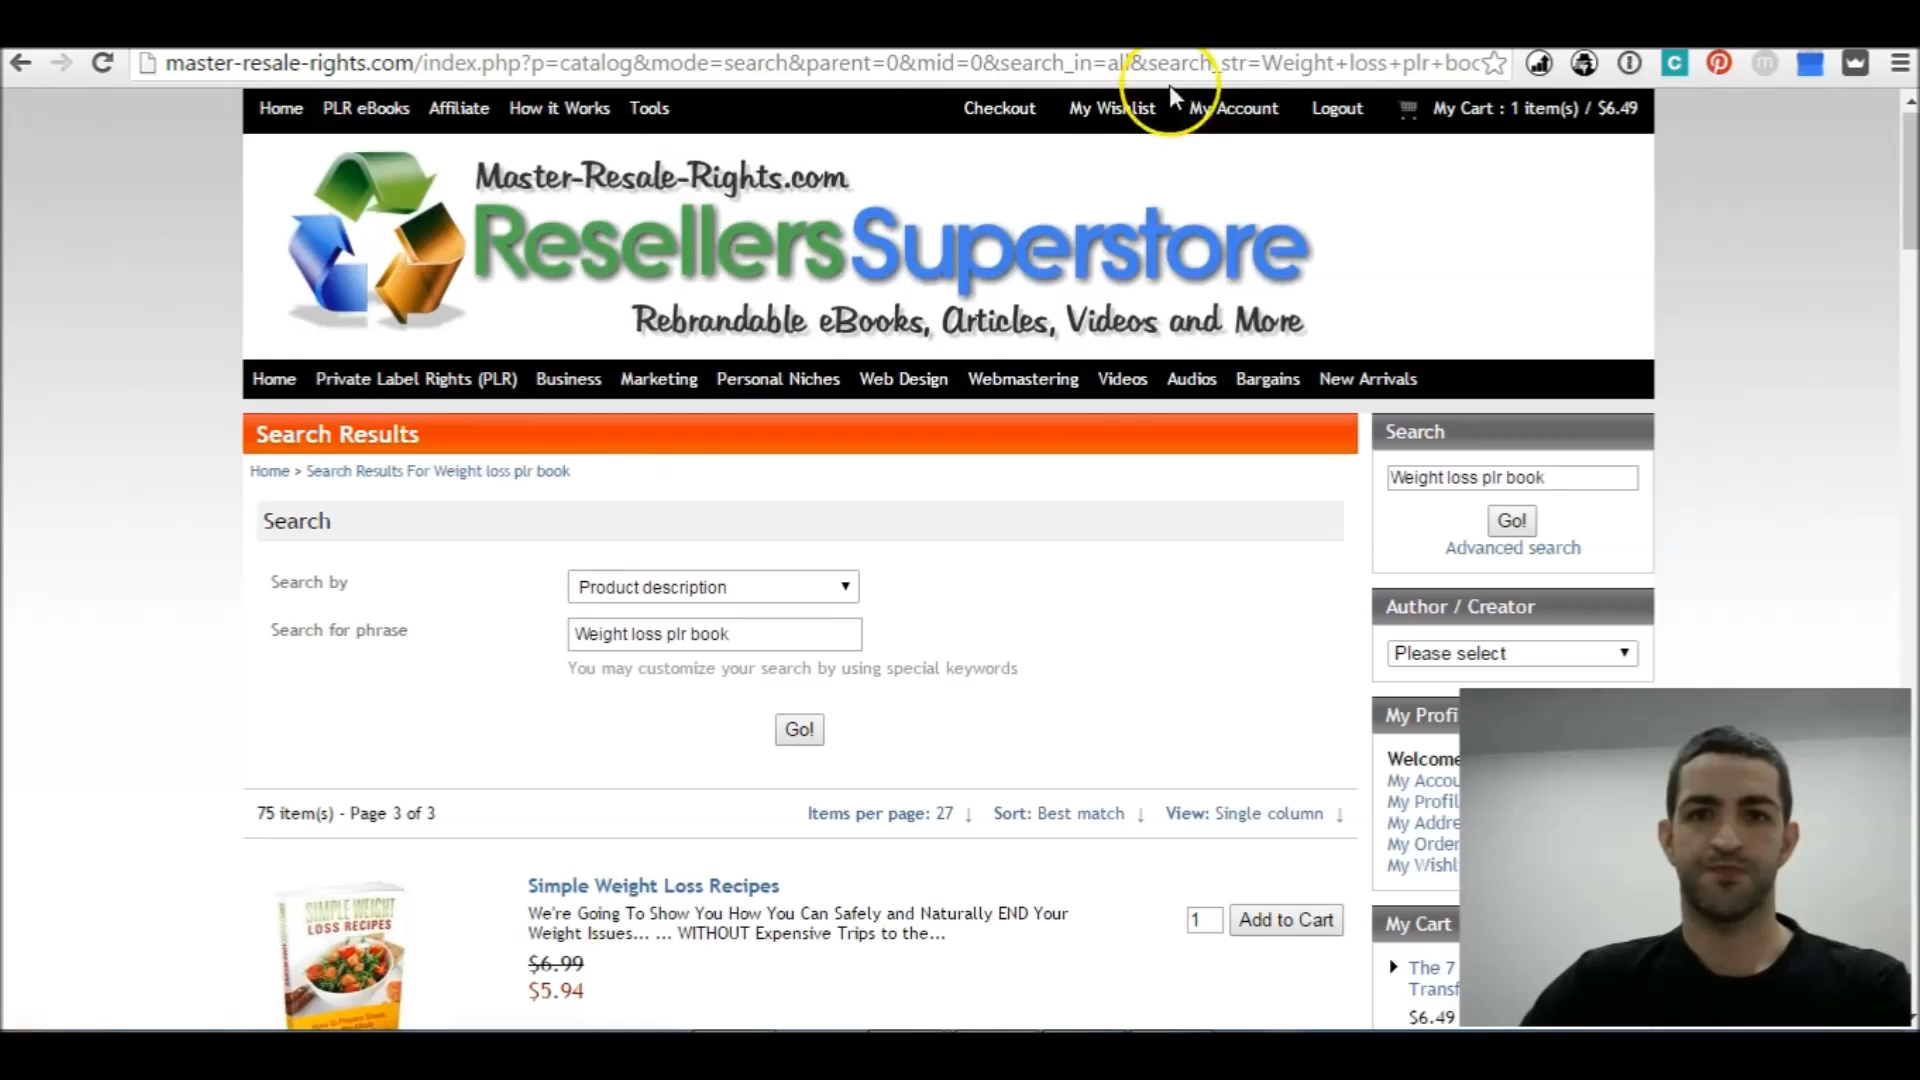 master-resale-rights.com/index.php?p=catalog&mode=search&parent=0&mid=0&search_in=all&search_str=Weight+loss+plr+boo
Home PLR eBooks Affiliate How it Works Tools Checkout My Wishlist My Account Logout My Cart : 1 item(s) / $6.49
Master-Resale-Rights.com
ResellersSuperstore
Rebrandable eBooks, Articles, Videos and More
Home Private Label Rights (PLR) Business Marketing Personal Niches Web Design Webmastering Videos Audios Bargains New Arrivals
Search Results
Home > Search Results For Weight loss plr book
Search
Search by Product description
Search for phrase Weight loss plr book
You may customize your search by using special keywords
Go!
75 item(s) - Page 3 of 3 Items per page: 27 ↓ Sort: Best match ↓ View: Single column ↓
SIMPLE WEIGHT
LOSS RECIPES
Simple Weight Loss Recipes
We're Going To Show You How You Can Safely and Naturally END Your
Weight Issues... ... WITHOUT Expensive Trips to the...
$6.99
$5.94
1 Add to Cart
Search
Weight loss plr book
Go!
Advanced search
Author / Creator
Please select
My Profi
Welcome
My Accou
My Profil
My Addre
My Order
My Wishl
My Cart
The 7
Transf
$6.49